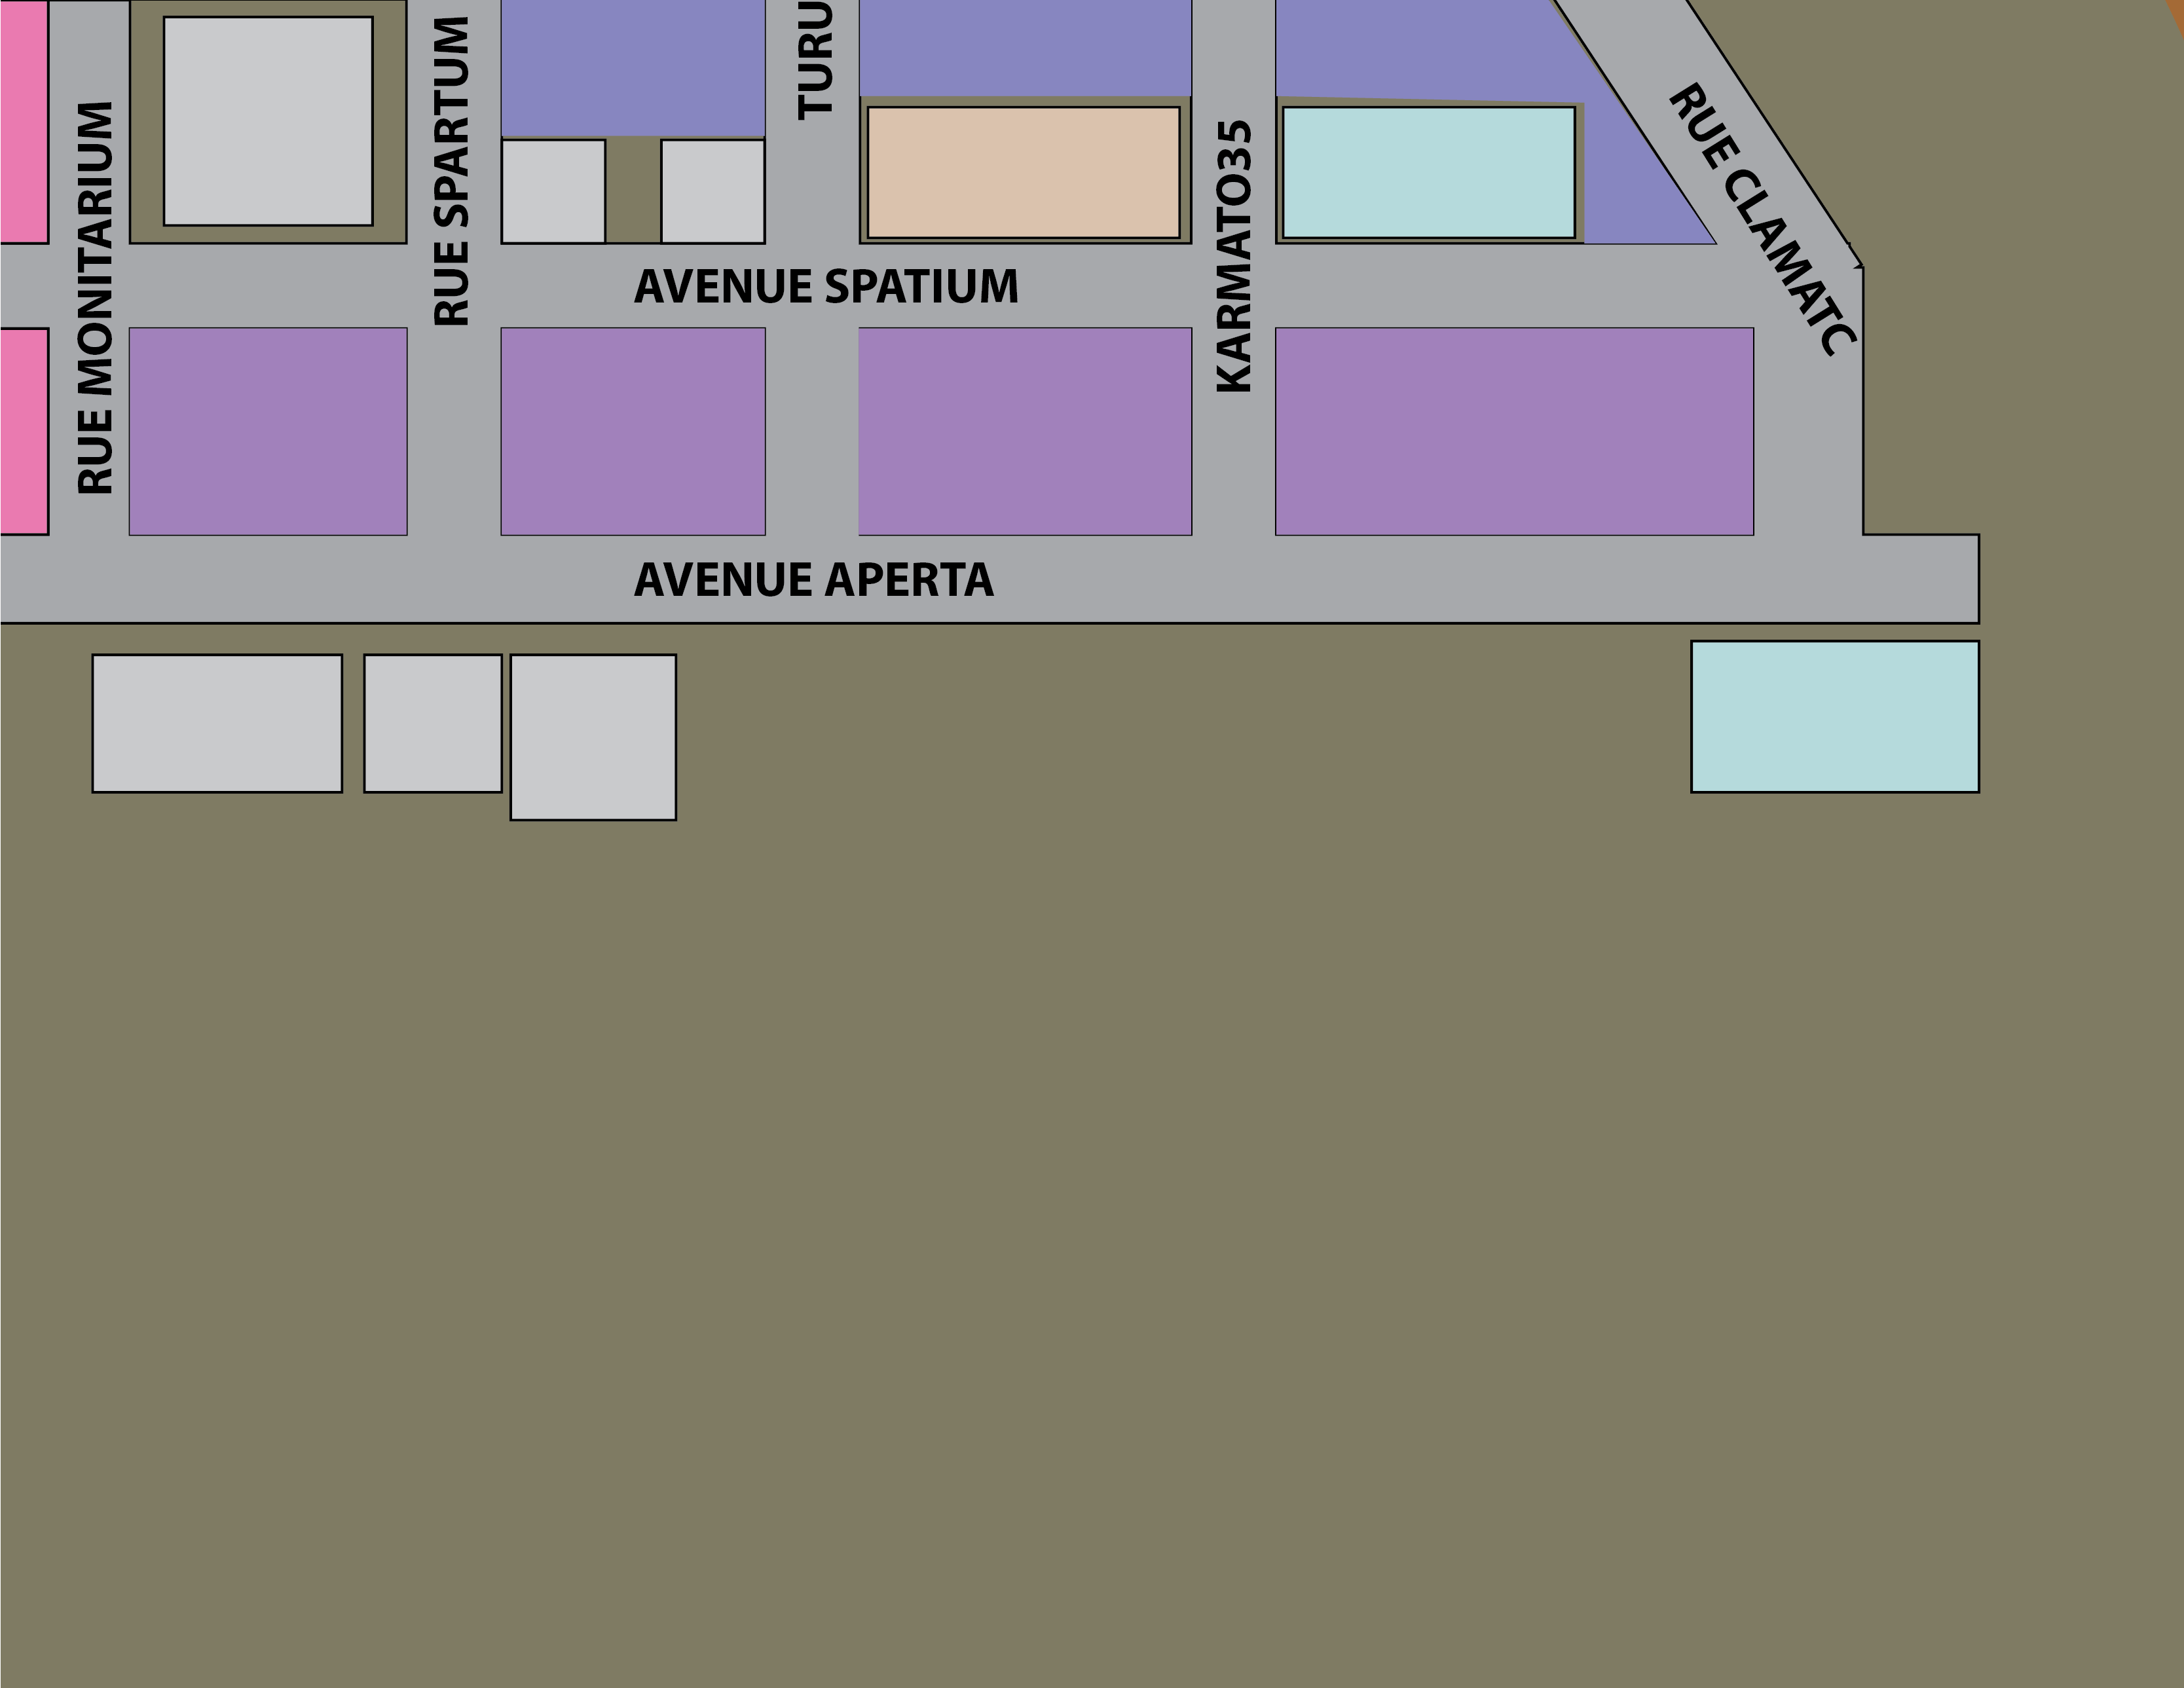 RUE MONITARIUM
RUE SPARTUM
TURU
KARMATO35
RUE CLAMATC
AVENUE SPATIUM
AVENUE APERTA